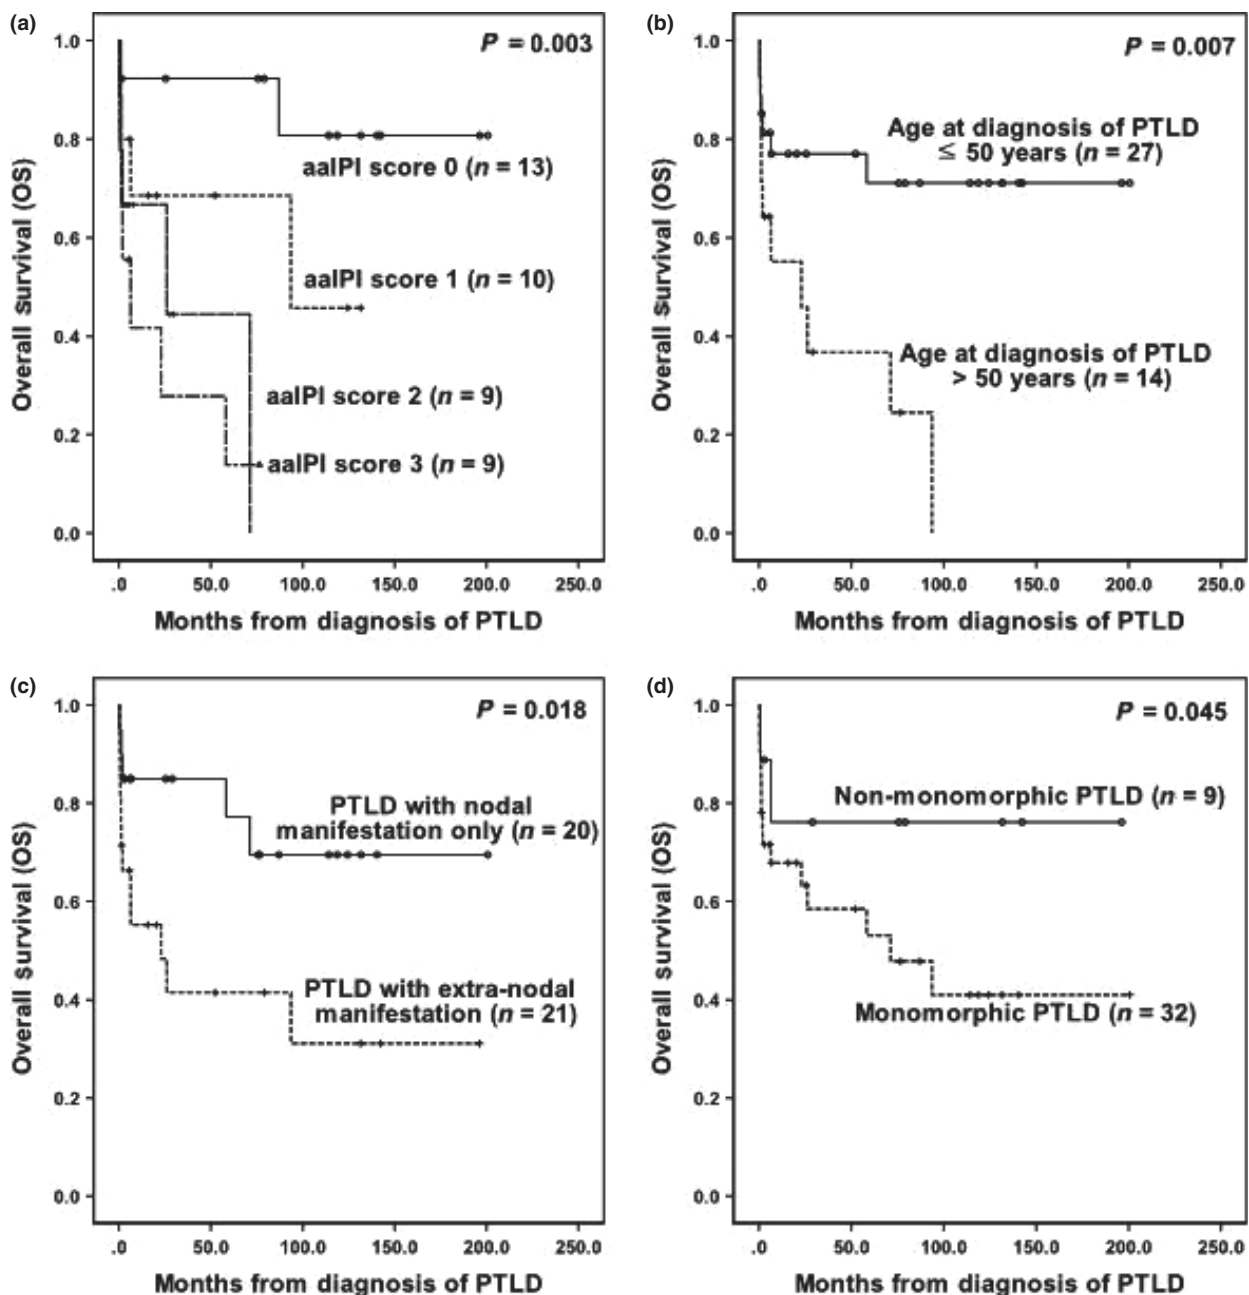 (a)
P = 0.003
1.0
0.8
0.6
0.4
0.2
0.0
Overall survival (OS)
aaIPI score 0 (n = 13)
aaIPI score 1 (n = 10)
aaIPI score 2 (n = 9)
aaIPI score 3 (n = 9)
.0 50.0 100.0 150.0 200.0 250.0
Months from diagnosis of PTLD
(b)
P = 0.007
1.0
0.8
0.6
0.4
0.2
0.0
Overall survival (OS)
Age at diagnosis of PTLD
≤ 50 years (n = 27)
Age at diagnosis of PTLD
> 50 years (n = 14)
.0 50.0 100.0 150.0 200.0 250.0
Months from diagnosis of PTLD
(c)
P = 0.018
1.0
0.8
0.6
0.4
0.2
0.0
Overall survival (OS)
PTLD with nodal
manifestation only (n = 20)
PTLD with extra-nodal
manifestation (n = 21)
.0 50.0 100.0 150.0 200.0 250.0
Months from diagnosis of PTLD
(d)
P = 0.045
1.0
0.8
0.6
0.4
0.2
0.0
Overall survival (OS)
Non-monomorphic PTLD (n = 9)
Monomorphic PTLD (n = 32)
.0 50.0 100.0 150.0 200.0 250.0
Months from diagnosis of PTLD